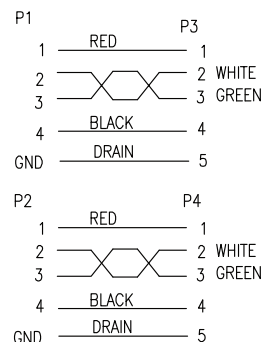 P1 P3
1 RED 1
2 2 WHITE
3 3 GREEN
4 BLACK 4
GND DRAIN 5
P2 P4
1 RED 1
2 2 WHITE
3 3 GREEN
4 BLACK 4
GND DRAIN 5